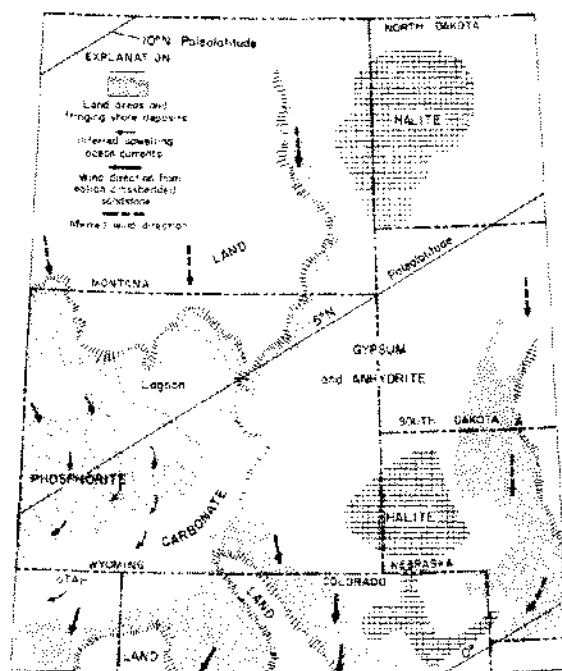 10°N Paleolatitude
NORTH DAKOTA
EXPLANATION
Land areas and
fringing shore deposits
Inferred upwelling
ocean currents
Wind direction from
eolian crossbedded
sandstone
Inferred wind direction
HALITE
LAND
Paleolatitude
MONTANA
5°N
GYPSUM
and ANHYDRITE
Lagoon
SOUTH DAKOTA
PHOSPHORITE
CARBONATE
HALITE
WYOMING
NEBRASKA
UTAH
COLORADO
LAND
LAND
0°